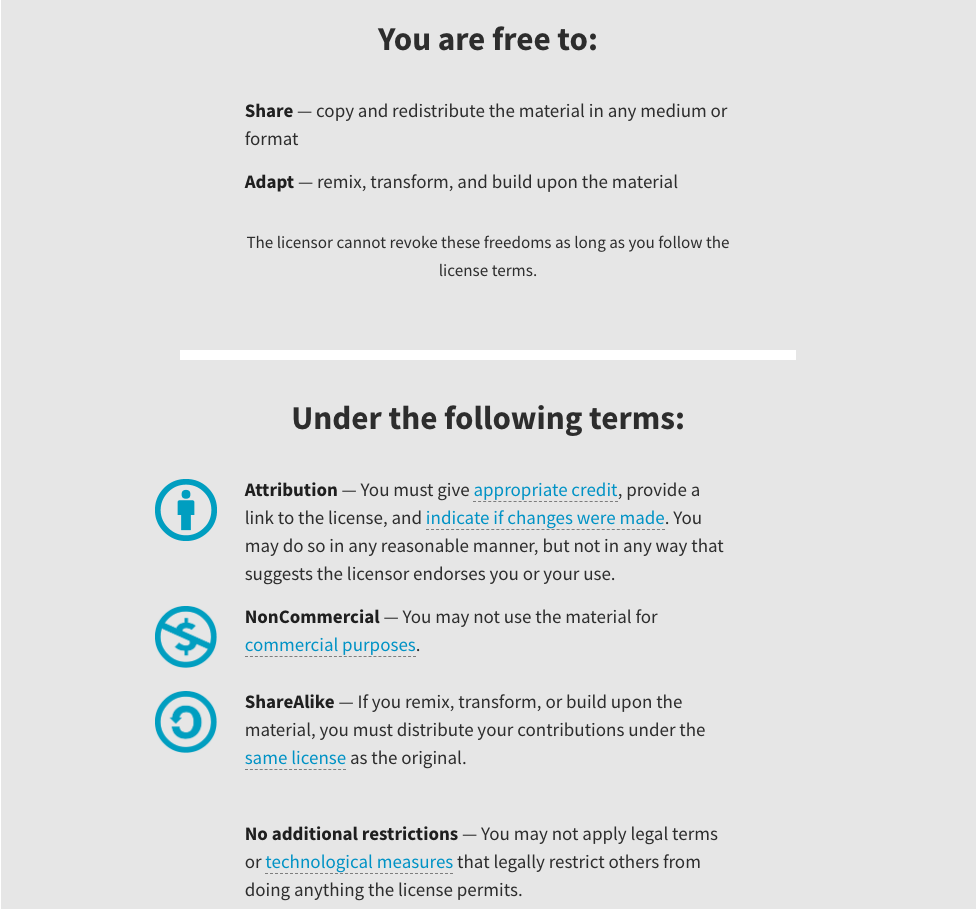 You are free to:
Share — copy and redistribute the material in any medium or
format
Adapt — remix, transform, and build upon the material
The licensor cannot revoke these freedoms as long as you follow the
license terms.
Under the following terms:
Attribution — You must give appropriate credit, provide a
link to the license, and indicate if changes were made. You
may do so in any reasonable manner, but not in any way that
suggests the licensor endorses you or your use.
NonCommercial — You may not use the material for
commercial purposes.
ShareAlike — If you remix, transform, or build upon the
material, you must distribute your contributions under the
same license as the original.
No additional restrictions — You may not apply legal terms
or technological measures that legally restrict others from
doing anything the license permits.